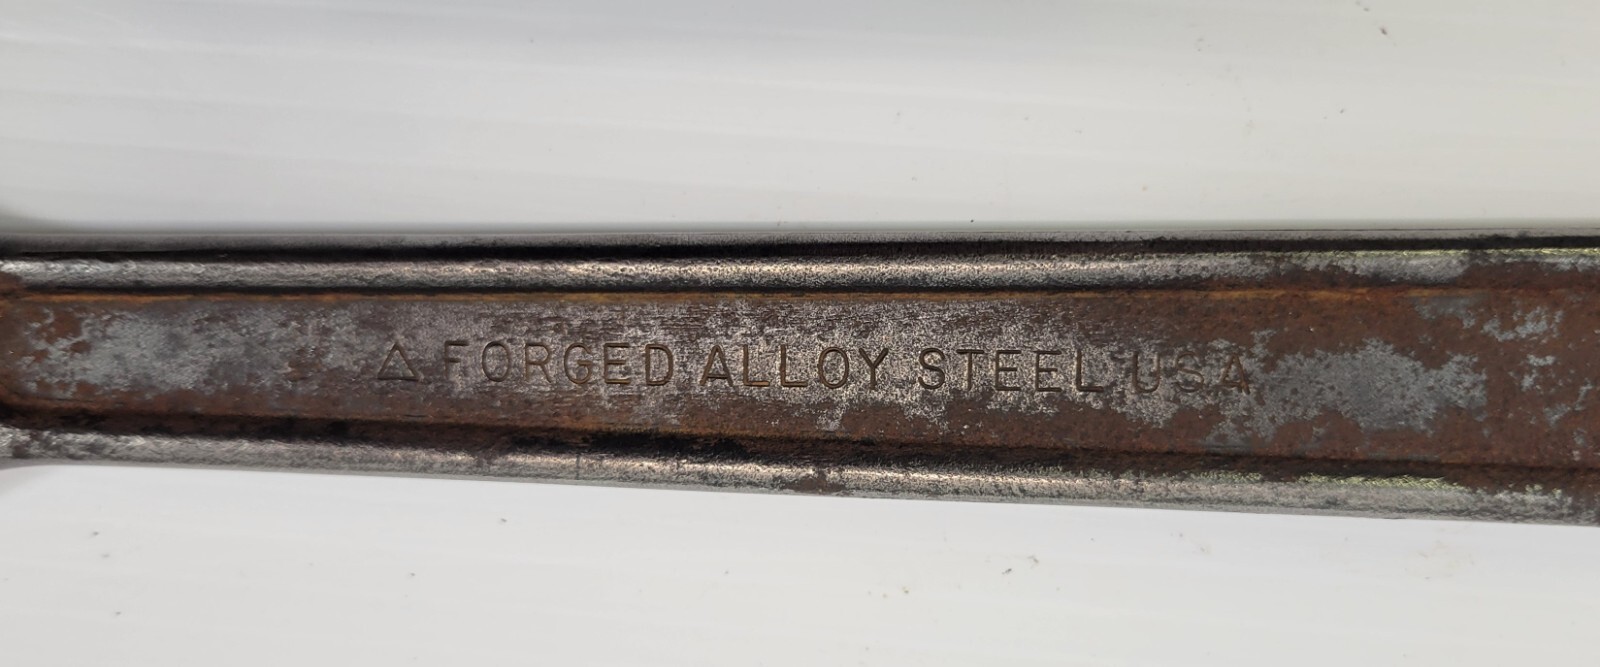 △ FORGED ALLOY STEEL USA